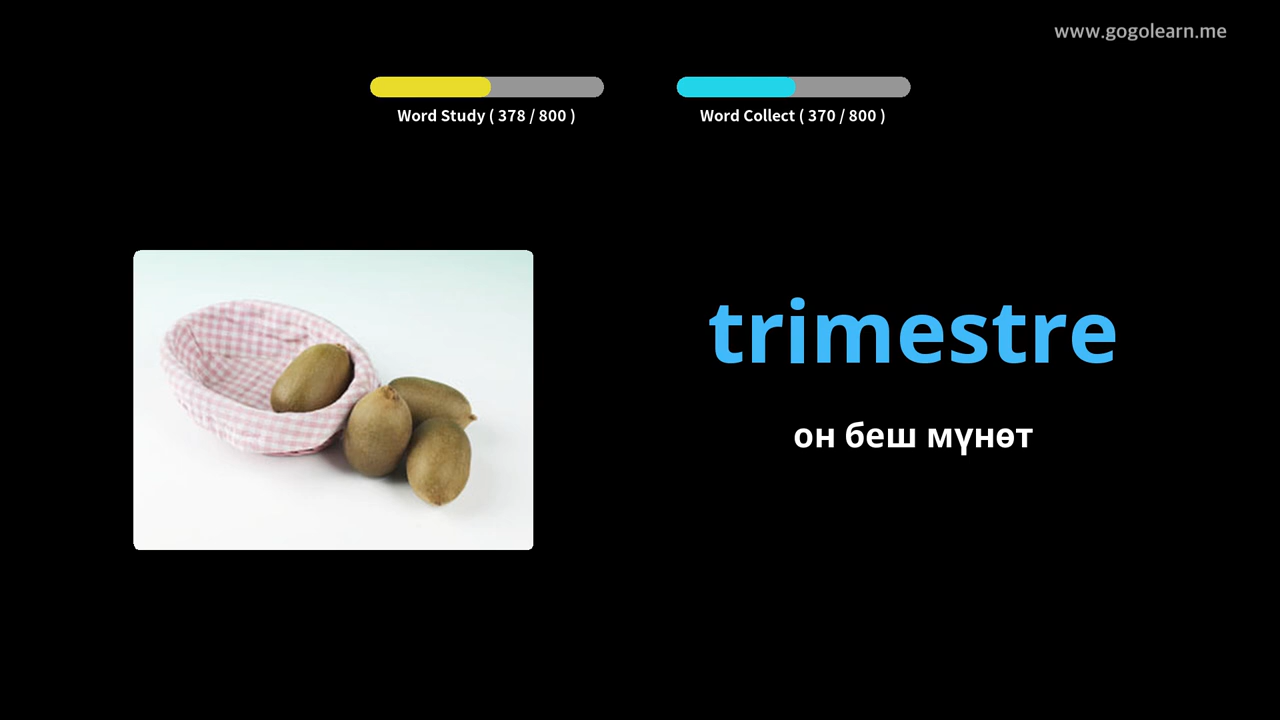 www.gogolearn.me
Word Study ( 378 / 800 )
Word Collect ( 370 / 800 )
trimestre
он беш мүнөт